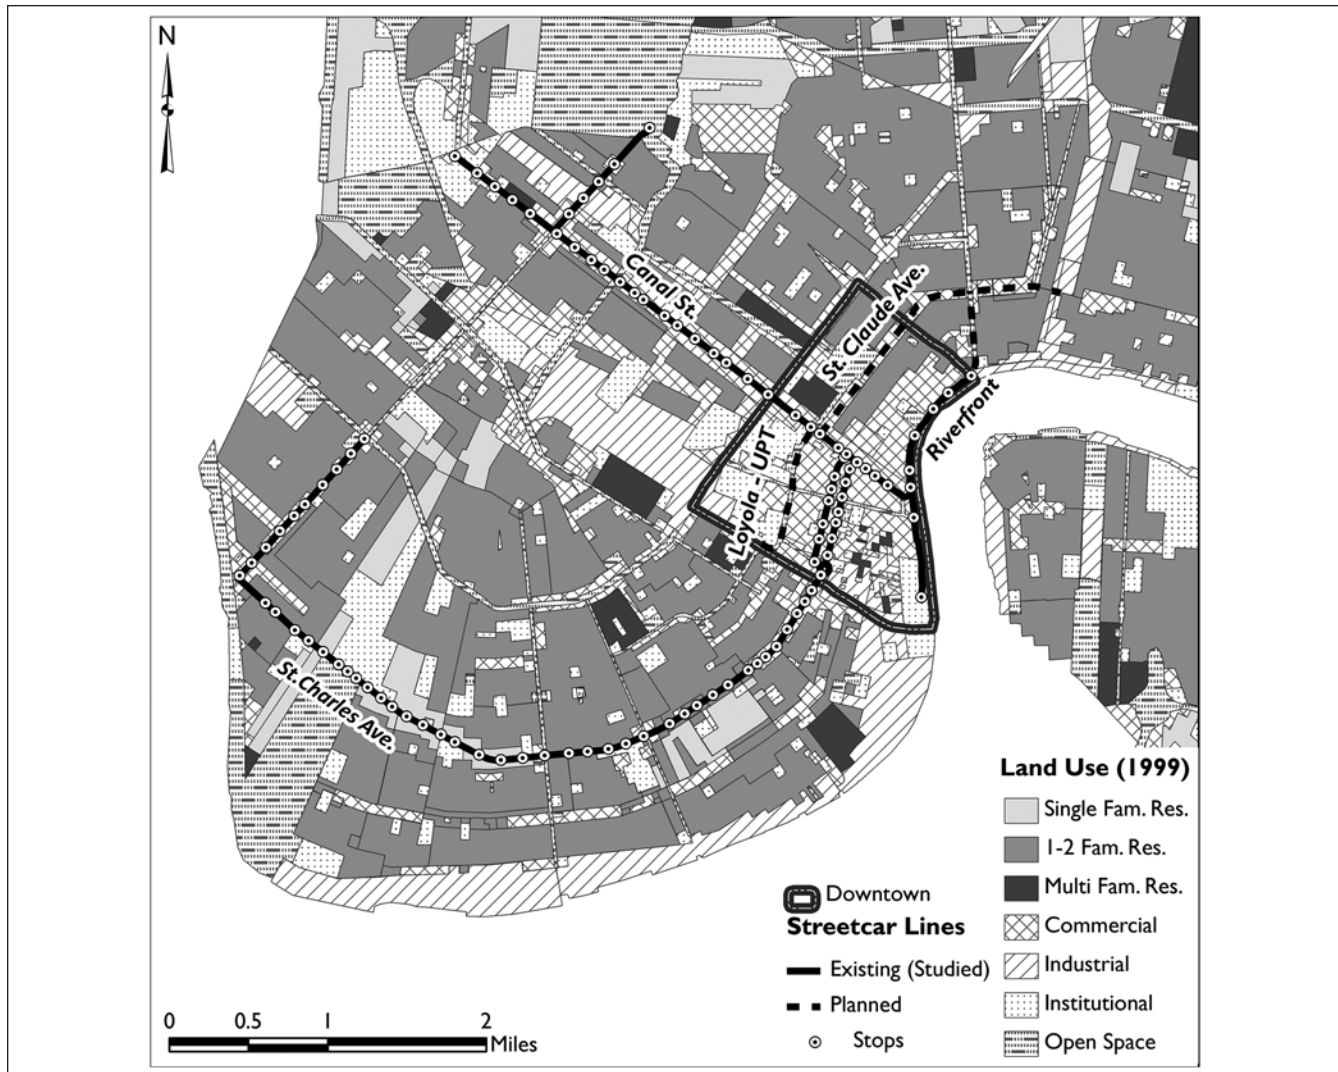 N
Canal St.
St. Claude Ave.
Riverfront
Loyola - UPT
St. Charles Ave.
Land Use (1999)
Single Fam. Res.
1-2 Fam. Res.
Multi Fam. Res.
Commercial
Industrial
Institutional
Open Space
Downtown
Streetcar Lines
Existing (Studied)
Planned
Stops
0 0.5 1 2
Miles